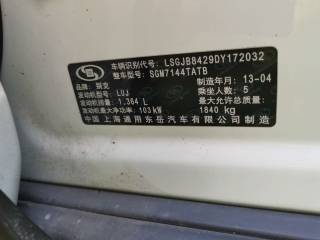 车辆识别代号: LSGJB8429DY172032
整车型号: SGM7144TATB
品牌: 别克 制造年月: 13-04
发动机型号: LUJ 乘坐人数: 5
发动机排量: 1.364 L 最大允许总质量:
发动机最大净功率: 103 kW 1840 kg
中国 上海通用东岳汽车有限公司 制造